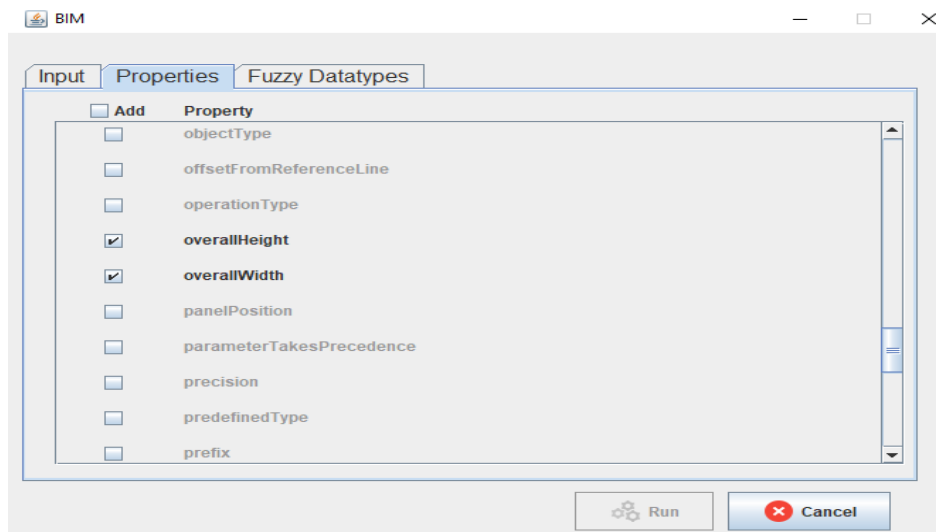 BIM
Input Properties Fuzzy Datatypes
Add Property
objectType
offsetFromReferenceLine
operationType
overallHeight
overallWidth
panelPosition
parameterTakesPrecedence
precision
predefinedType
prefix
Run Cancel